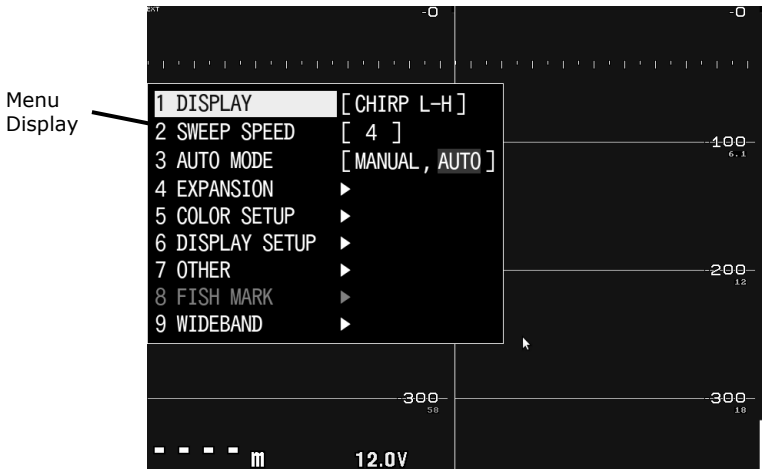 EXT
-0
-0
Menu
Display
1 DISPLAY [CHIRP L-H]
2 SWEEP SPEED [ 4 ]
3 AUTO MODE [MANUAL, AUTO]
4 EXPANSION ▶
5 COLOR SETUP ▶
6 DISPLAY SETUP ▶
7 OTHER ▶
8 FISH MARK ▶
9 WIDEBAND ▶
100
6.1
200
12
300
58
300
18
- - - - m
12.0V